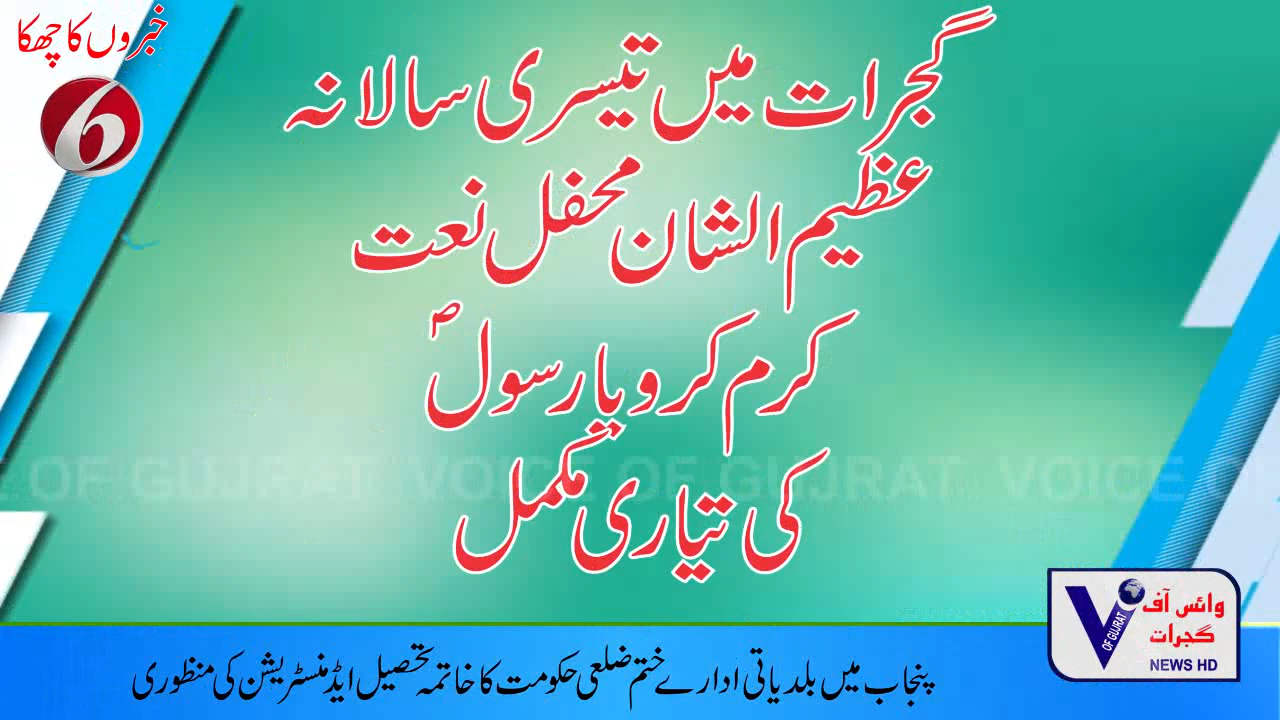 خبروں کا چھکا
6
گجرات میں تیسری سالانہ
عظیم الشان محفل نعت
کرم کرو یا رسول ؐ
کی تیاری مکمل
E OF GUJRAT VOICE OF GUJRAT VOICE OF
وائس آف
گجرات
V OF GUJRAT
NEWS HD
پنجاب میں بلدیاتی ادارے ختم ضلعی حکومت کا خاتمہ تحصیل ایڈمنسٹریشن کی منظوری